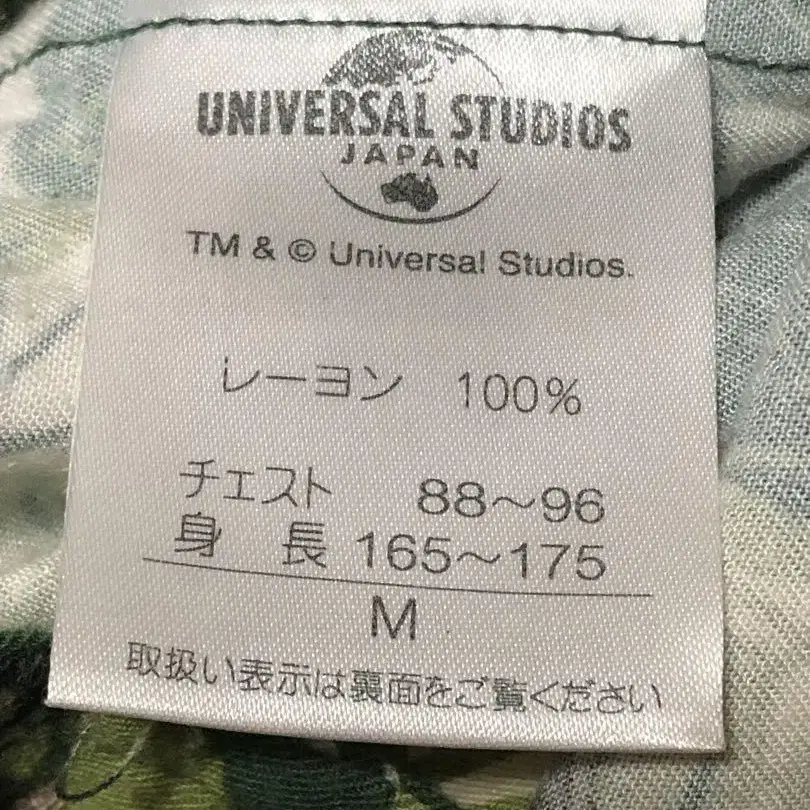 UNIVERSAL STUDIOS
JAPAN
TM & © Universal Studios.
レーヨン 100%
チェスト 88〜96
身 長 165〜175
M
取扱い表示は裏面をご覧ください